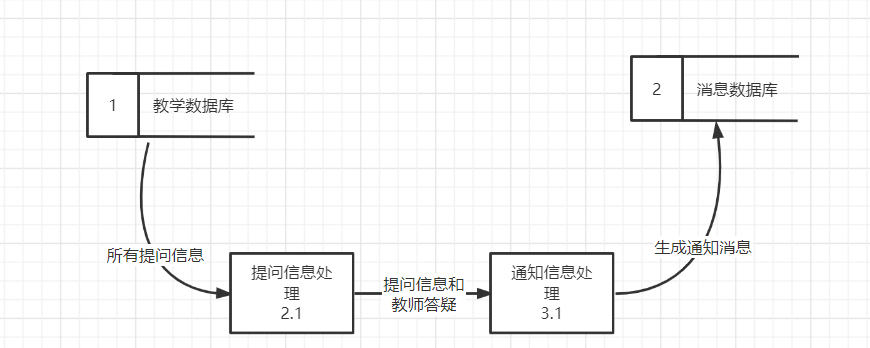 1
教学数据库
2
消息数据库
所有提问信息
提问信息处
理
2.1
提问信息和
教师答疑
通知信息处
理
3.1
生成通知消息